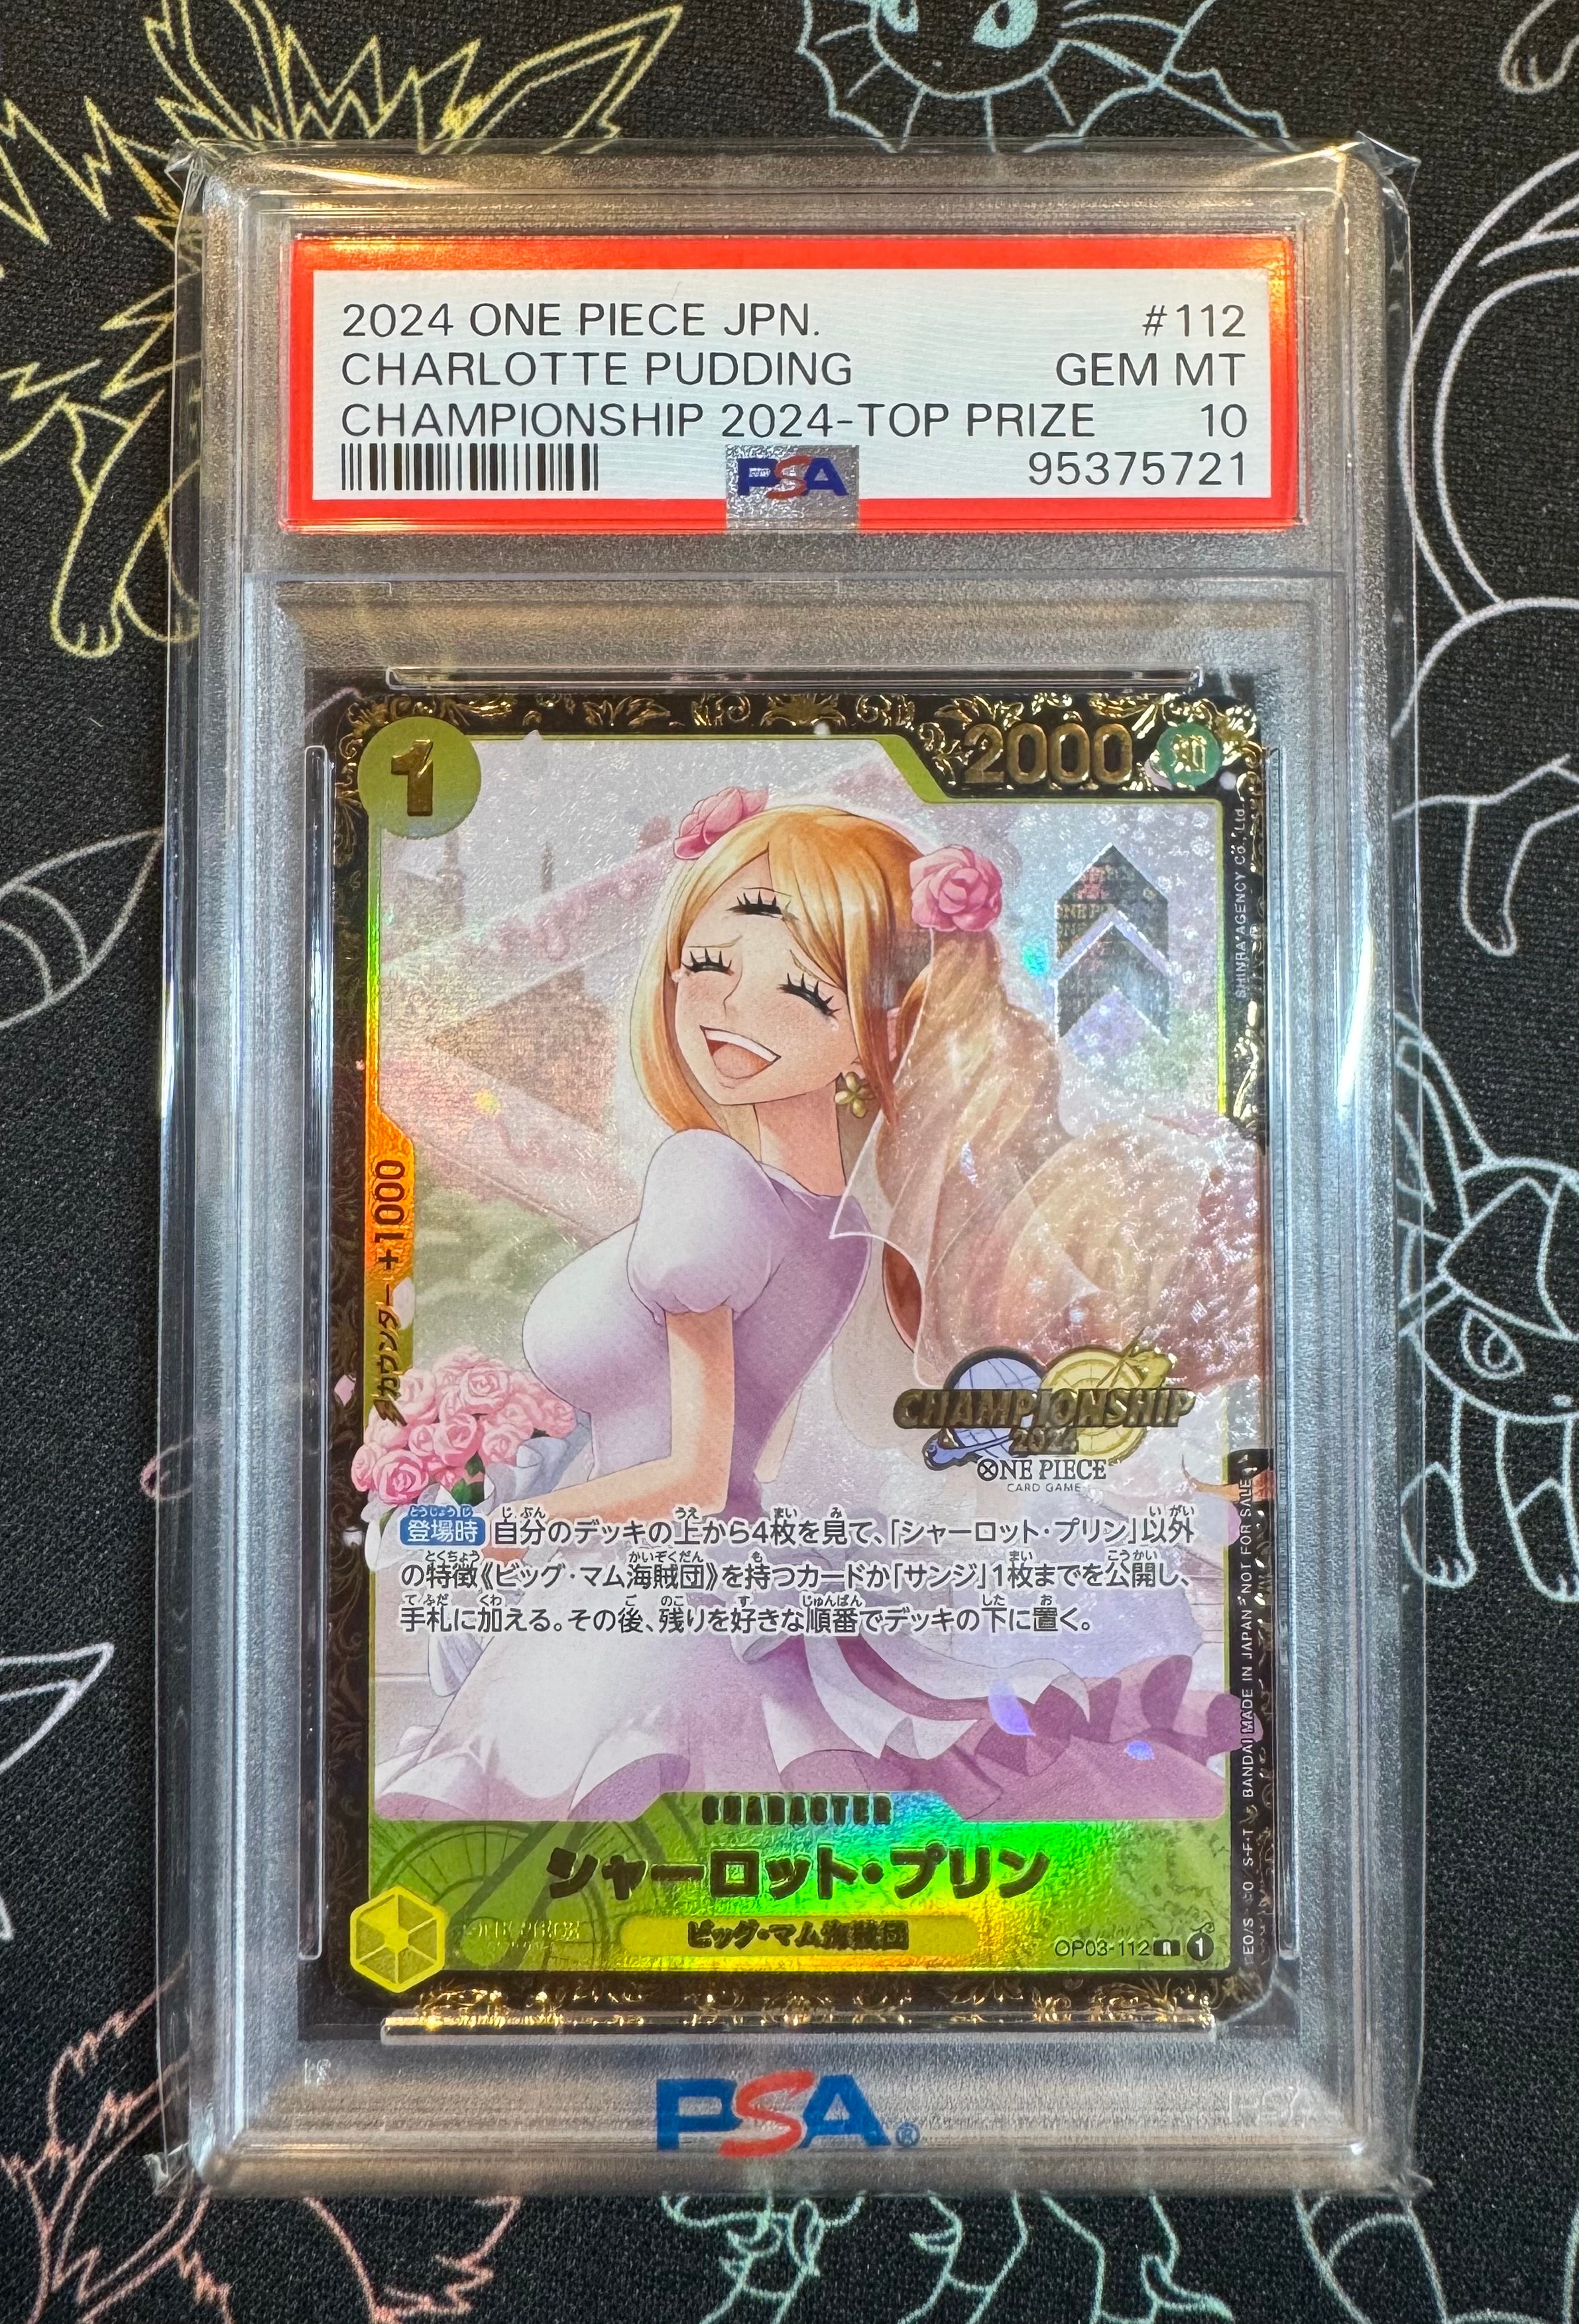 2024 ONE PIECE JPN. #112
CHARLOTTE PUDDING GEM MT
CHAMPIONSHIP 2024-TOP PRIZE 10
PSA 95375721
1
2000 知
SHINRA AGENCY CO., Ltd.
カウンター +1000
CHAMPIONSHIP
2024
ONE PIECE
CARD GAME
登場時 自分のデッキの上から4枚を見て、「シャーロット・プリン」以外
の特徴《ビッグ・マム海賊団》を持つカードか「サンジ」1枚までを公開し、
手札に加える。その後、残りを好きな順番でデッキの下に置く。
BANDAI MADE IN JAPAN NOT FOR SALE
CHARACTER
シャーロット・プリン
ビッグ・マム海賊団
OP03-112 R 1
PSA®